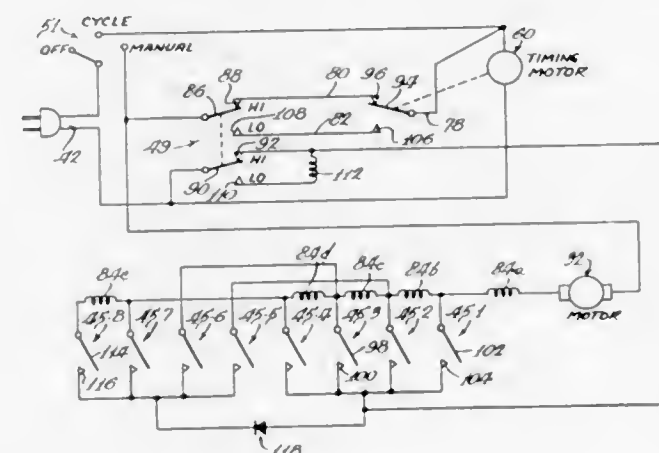 CYCLE
51
OFF
MANUAL
60
TIMING
MOTOR
88
80
96
94
86
HI
108
78
LO
82
106
49
92
HI
42
90
LO
112
110
84e
84d
84c
84b
84a
92
MOTOR
45-8
45-7
45-6
45-5
45-4
45-3
45-2
45-1
98
102
114
116
100
104
118